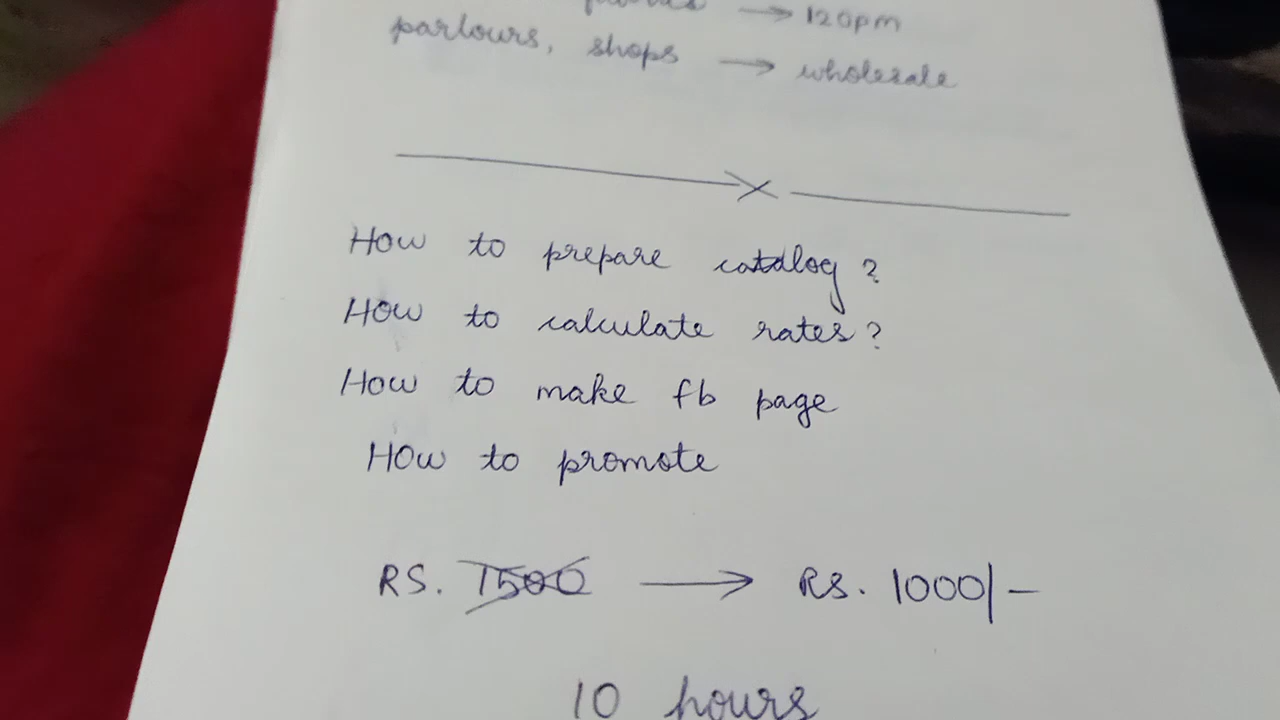 → 120pm
parlours, shops → wholesale
How to prepare catalog?
How to calculate rates?
How to make fb page
How to promote
RS. 1500 → RS. 1000/-
10 hours